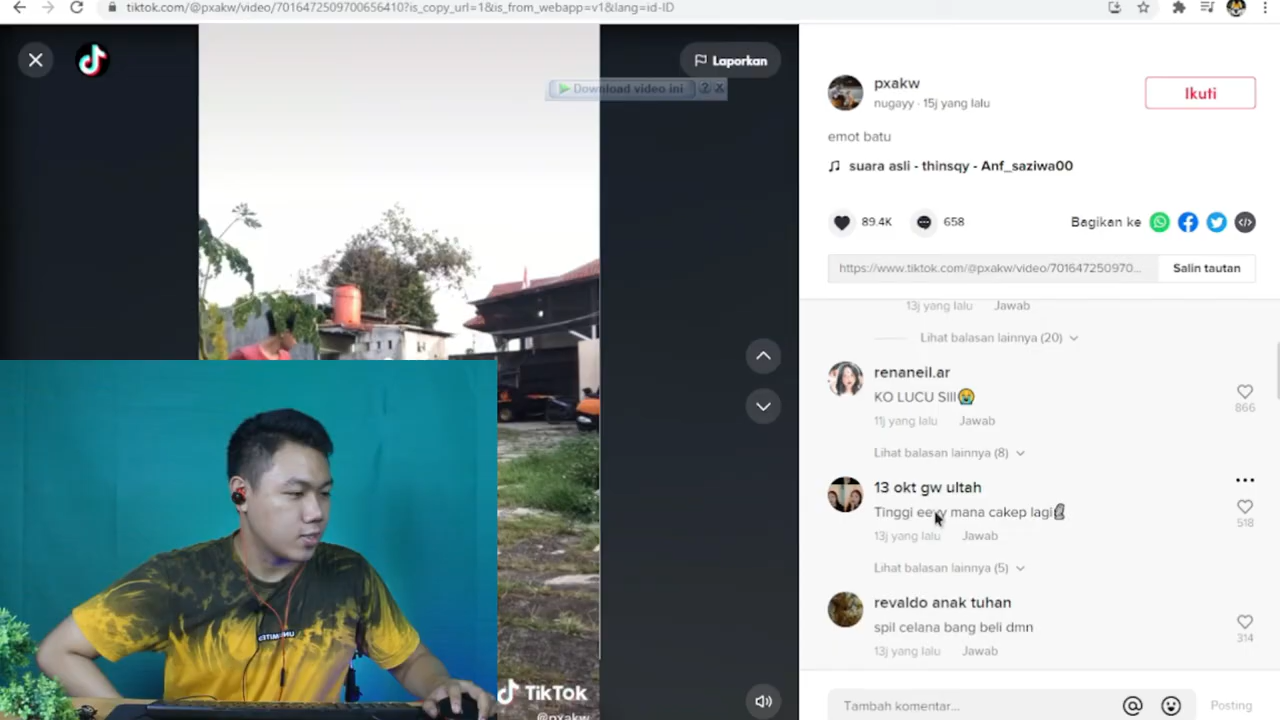 tiktok.com/@pxakw/video/7016472509700656410?is_copy_url=1&is_from_webapp=v1&lang=id-ID
Laporkan
Download video ini ? X
pxakw
nugayy · 15j yang lalu
Ikuti
emot batu
suara asli - thinsqy - Anf_saziwa00
89.4K 658 Bagikan ke
https://www.tiktok.com/@pxakw/video/701647250970... Salin tautan
13j yang lalu Jawab
Lihat balasan lainnya (20)
renaneil.ar
KO LUCU SIII😭
866
11j yang lalu Jawab
Lihat balasan lainnya (8)
13 okt gw ultah
Tinggi eevy mana cakep lagi🗿
518
13j yang lalu Jawab
Lihat balasan lainnya (5)
revaldo anak tuhan
spil celana bang beli dmn
314
13j yang lalu Jawab
Tambah komentar... @ Posting
TikTok
@pxakw